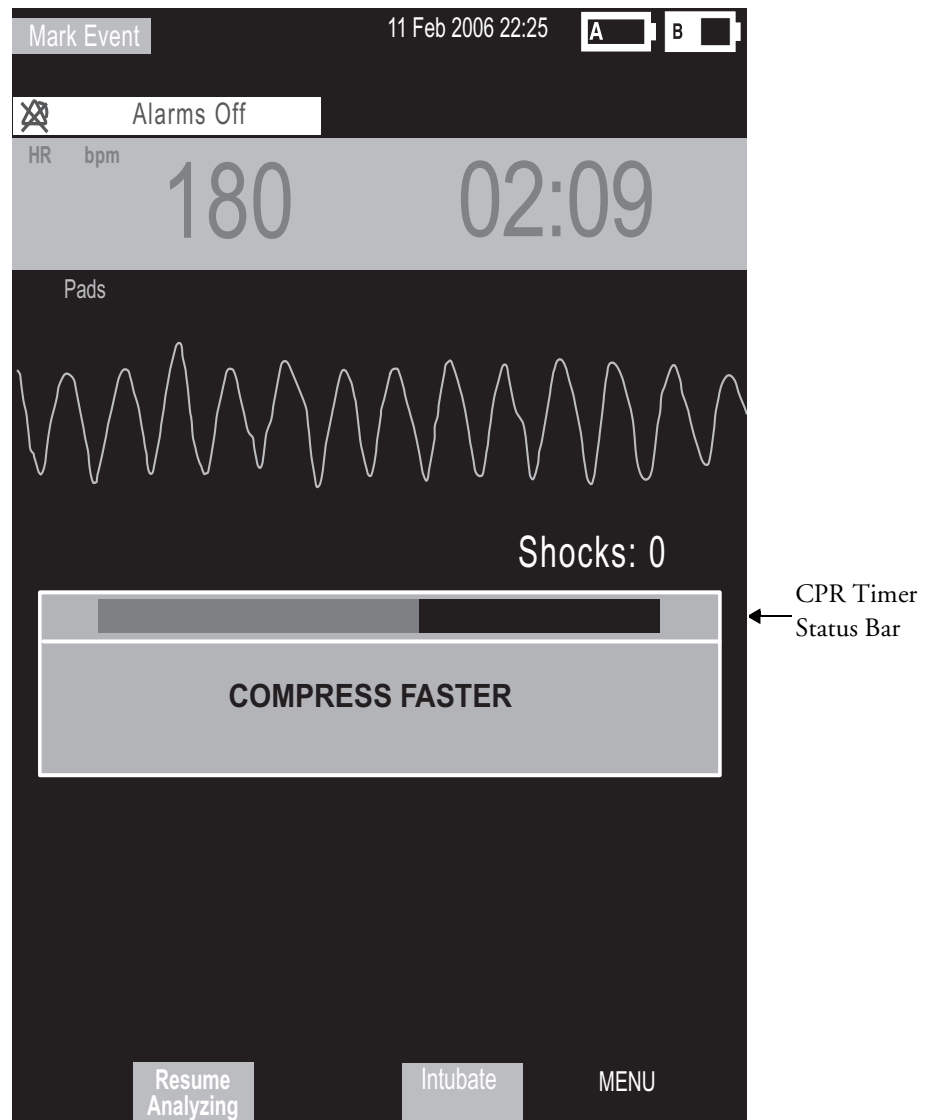 Mark Event
11 Feb 2006 22:25
A
B
Alarms Off
HR bpm
180
02:09
Pads
Shocks: 0
CPR Timer
Status Bar
COMPRESS FASTER
Resume
Analyzing
Intubate
MENU